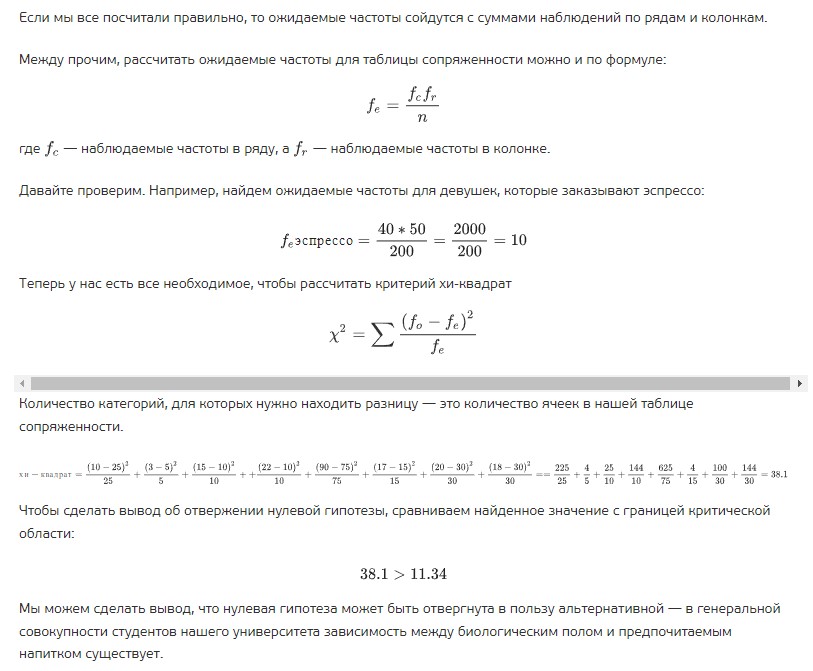 Если мы все посчитали правильно, то ожидаемые частоты сойдутся с суммами наблюдений по рядам и колонкам.
Между прочим, рассчитать ожидаемые частоты для таблицы сопряженности можно и по формуле:
f_e = \frac{f_c f_r}{n}
где f_c — наблюдаемые частоты в ряду, а f_r — наблюдаемые частоты в колонке.
Давайте проверим. Например, найдем ожидаемые частоты для девушек, которые заказывают эспрессо:
f_e эспрессо = \frac{40 * 50}{200} = \frac{2000}{200} = 10
Теперь у нас есть все необходимое, чтобы рассчитать критерий хи-квадрат
χ^2 = \sum \frac{(f_o − f_e)^2}{f_e}
Количество категорий, для которых нужно находить разницу — это количество ячеек в нашей таблице
сопряженности.
хи − квадрат = \frac{(10−25)^2}{25} + \frac{(3−5)^2}{5} + \frac{(15−10)^2}{10} + + \frac{(22−10)^2}{10} + \frac{(90−75)^2}{75} + \frac{(17−15)^2}{15} + \frac{(20−30)^2}{30} + \frac{(18−30)^2}{30} == \frac{225}{25} + \frac{4}{5} + \frac{25}{10} + \frac{144}{10} + \frac{625}{75} + \frac{4}{15} + \frac{100}{30} + \frac{144}{30} = 38.1
Чтобы сделать вывод об отвержении нулевой гипотезы, сравниваем найденное значение с границей критической
области:
38.1 > 11.34
Мы можем сделать вывод, что нулевая гипотеза может быть отвергнута в пользу альтернативной — в генеральной
совокупности студентов нашего университета зависимость между биологическим полом и предпочитаемым
напитком существует.